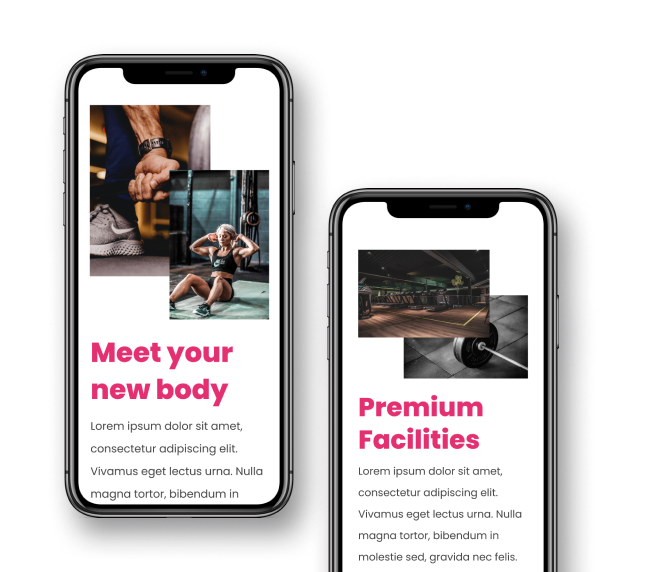 Meet your
new body
Lorem ipsum dolor sit amet,
consectetur adipiscing elit.
Vivamus eget lectus urna. Nulla
magna tortor, bibendum in
Premium
Facilities
Lorem ipsum dolor sit amet,
consectetur adipiscing elit.
Vivamus eget lectus urna. Nulla
magna tortor, bibendum in
molestie sed, gravida nec felis.